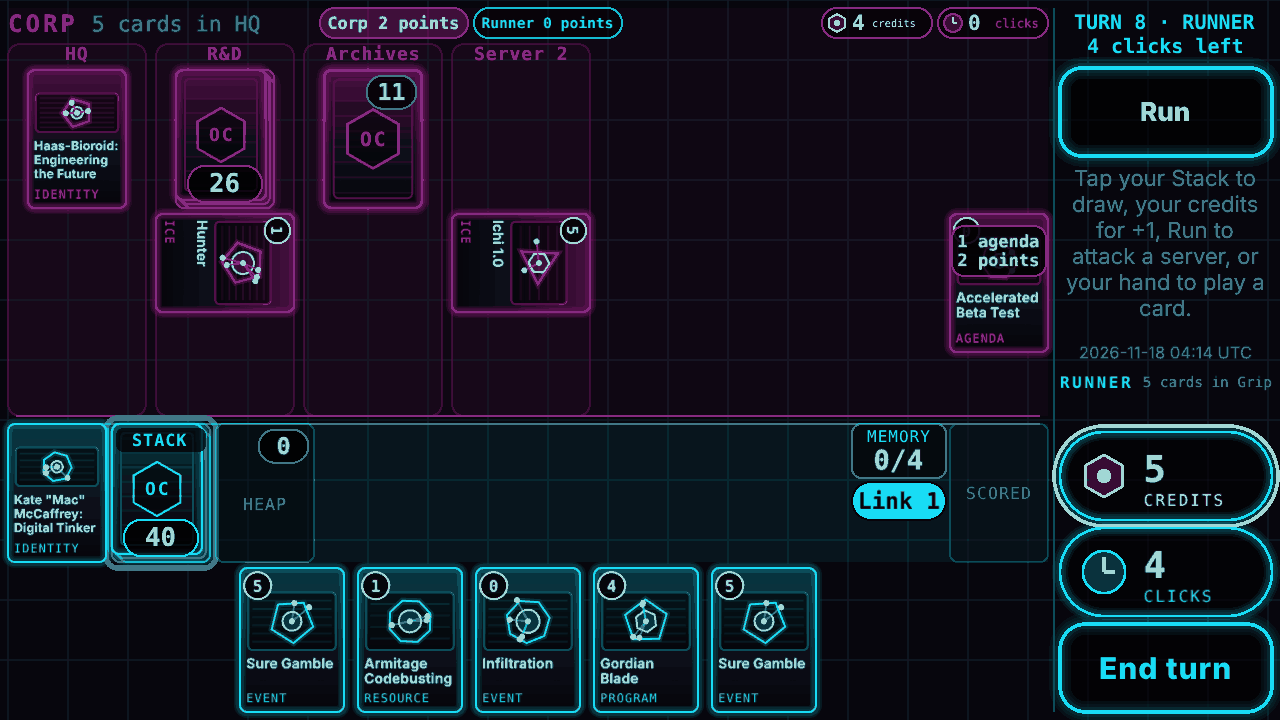 CORP 5 cards in HQ
Corp 2 points
Runner 0 points
4 credits
0 clicks
TURN 8 · RUNNER
4 clicks left
Run
Tap your Stack to
draw, your credits
for +1, Run to
attack a server, or
your hand to play a
card.
2026-11-18 04:14 UTC
RUNNER 5 cards in Grip
HQ
R&D
Archives
Server 2
Haas-Bioroid:
Engineering
the Future
IDENTITY
OC
26
11
OC
ICE
Hunter
1
ICE
Ichi 1.0
5
1 agenda
2 points
Accelerated
Beta Test
AGENDA
Kate "Mac"
McCaffrey:
Digital Tinker
IDENTITY
STACK
OC
40
0
HEAP
MEMORY
0/4
Link 1
SCORED
5
CREDITS
4
CLICKS
End turn
5
Sure Gamble
EVENT
1
Armitage
Codebusting
RESOURCE
0
Infiltration
EVENT
4
Gordian
Blade
PROGRAM
5
Sure Gamble
EVENT